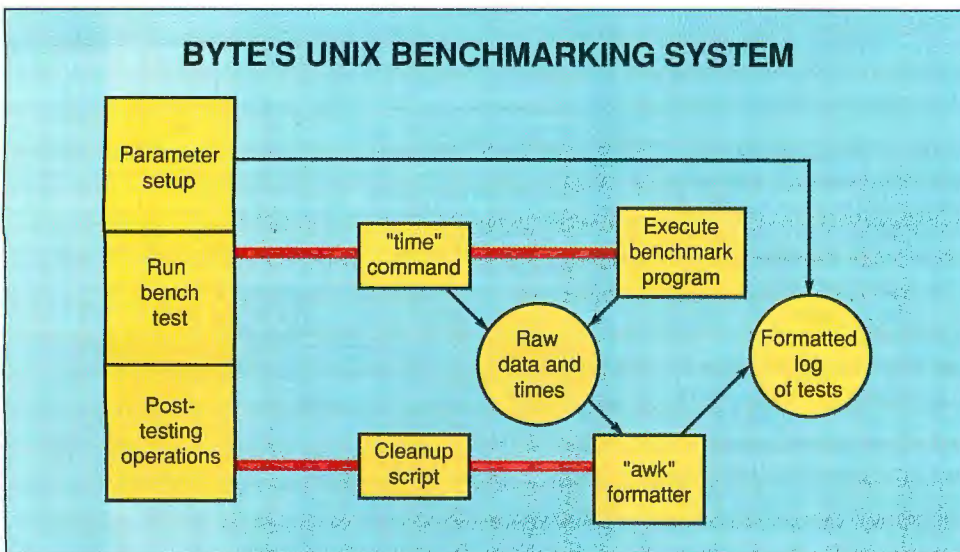 BYTE'S UNIX BENCHMARKING SYSTEM
Parameter
setup
Run
bench
test
Post-
testing
operations
"time"
command
Execute
benchmark
program
Raw
data and
times
Formatted
log
of tests
Cleanup
script
"awk"
formatter